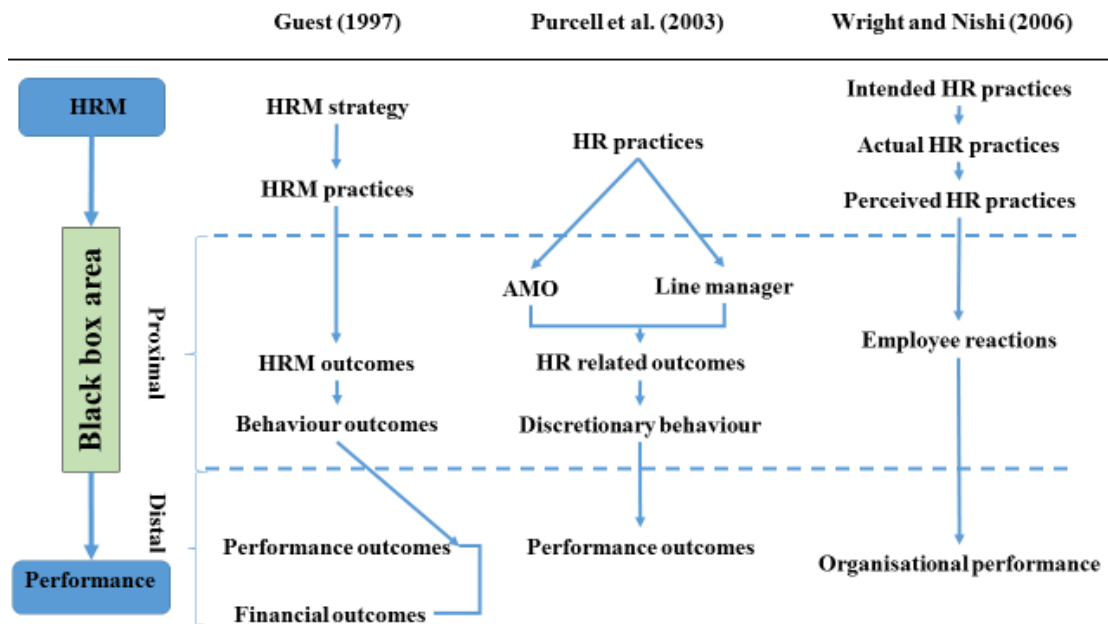 Guest (1997)
Purcell et al. (2003)
Wright and Nishi (2006)
HRM
Black box area
Performance
Proximal
Distal
HRM strategy
HRM practices
HRM outcomes
Behaviour outcomes
Performance outcomes
Financial outcomes
HR practices
AMO
Line manager
HR related outcomes
Discretionary behaviour
Performance outcomes
Intended HR practices
Actual HR practices
Perceived HR practices
Employee reactions
Organisational performance